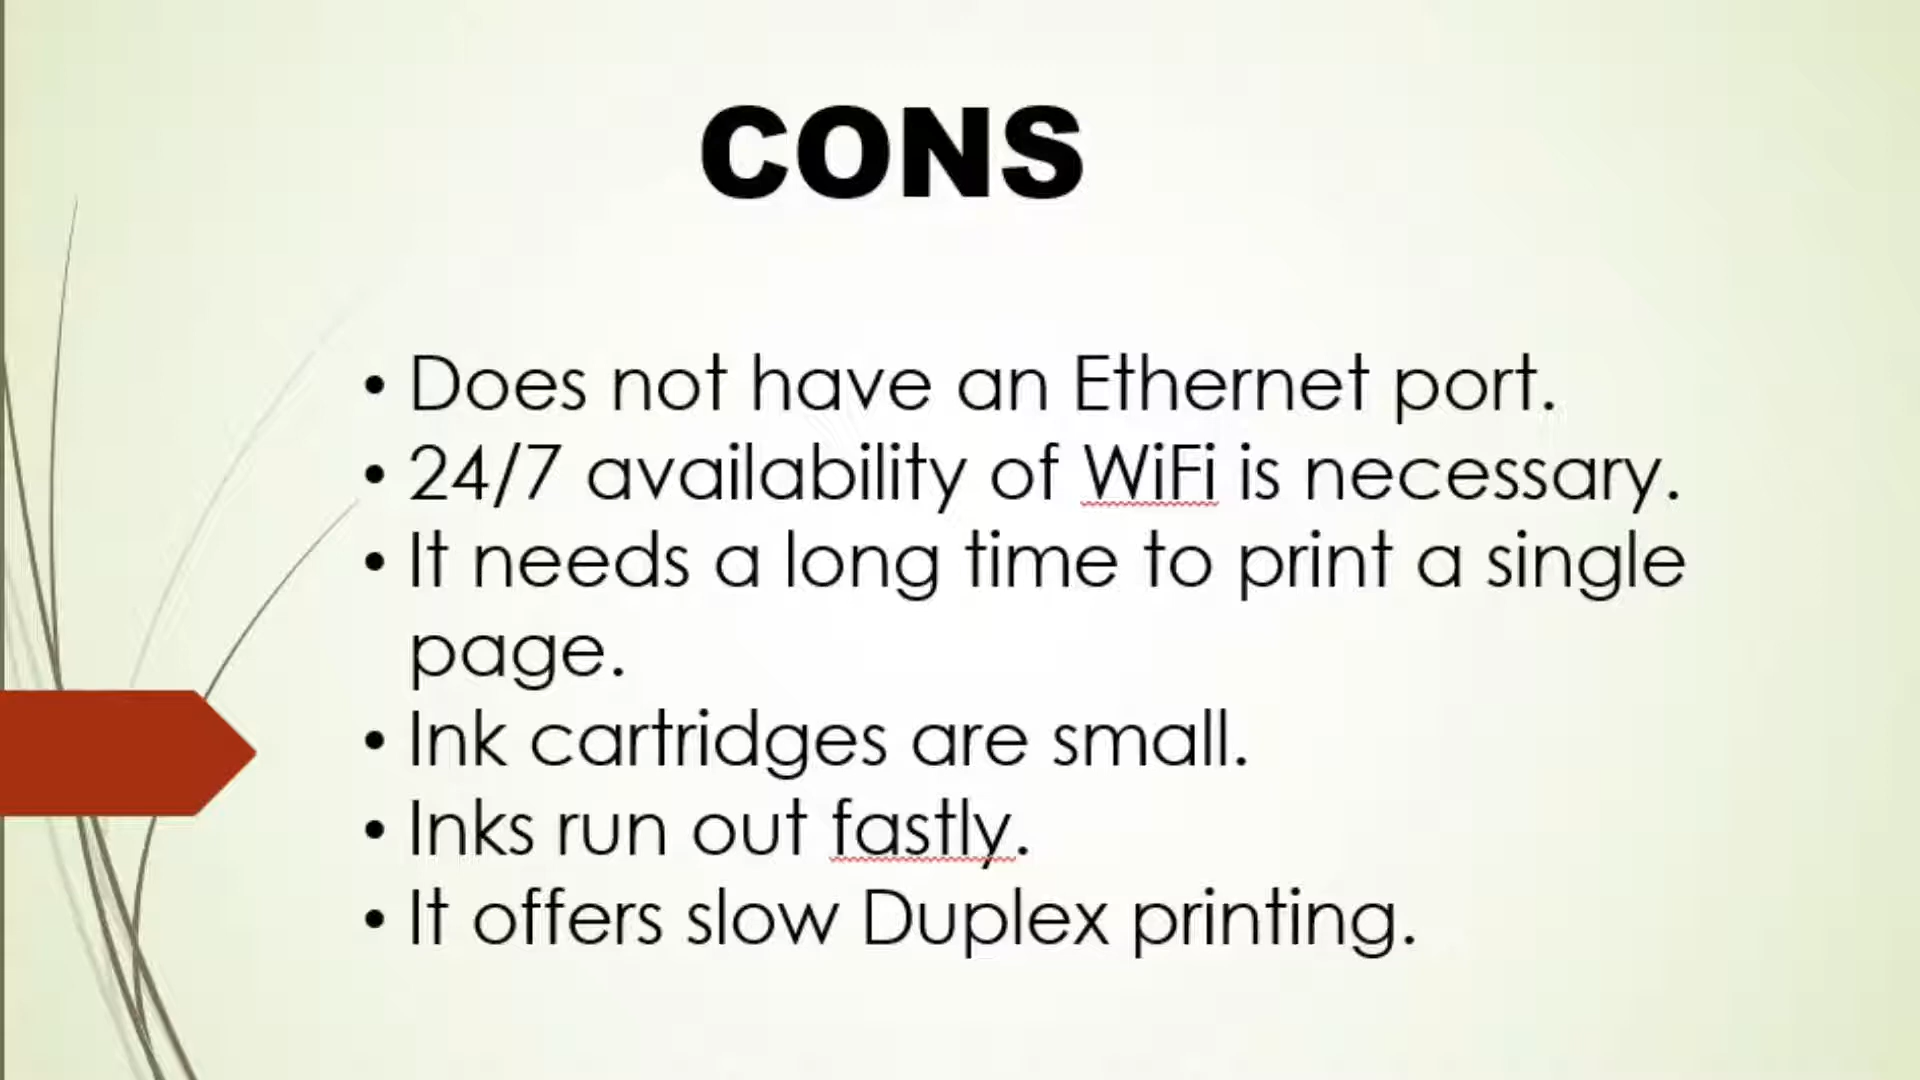 CONS
• Does not have an Ethernet port.
• 24/7 availability of WiFi is necessary.
• It needs a long time to print a single
page.
• Ink cartridges are small.
• Inks run out fastly.
• It offers slow Duplex printing.